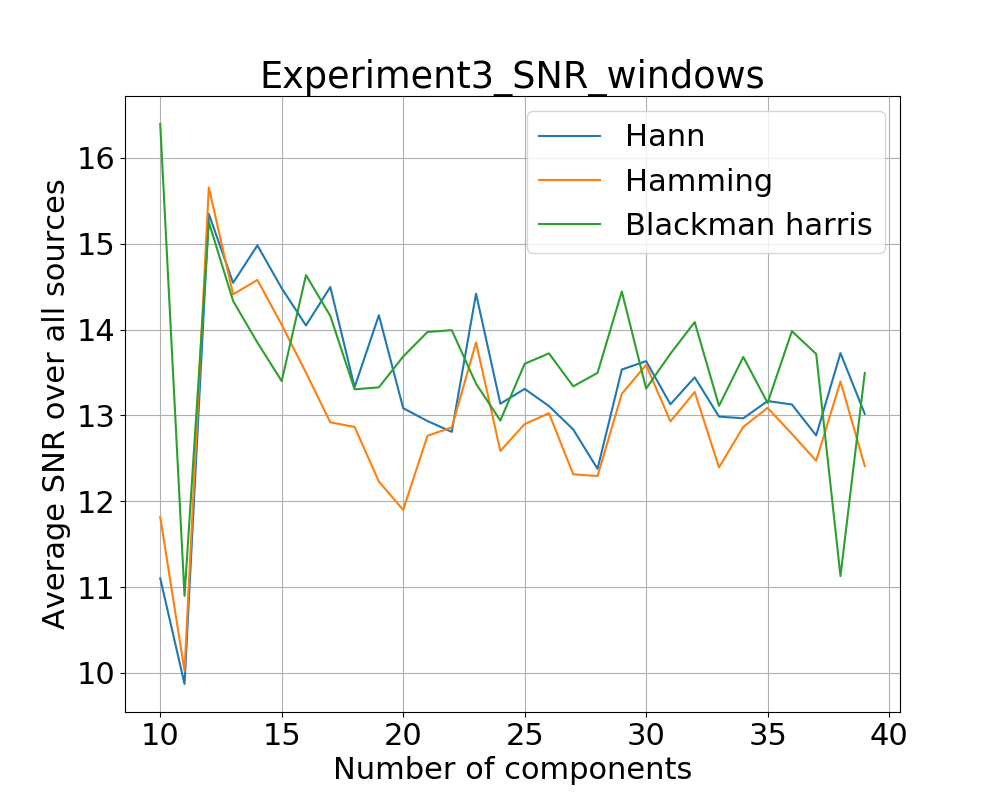 Experiment3_SNR_windows
Hann
Hamming
Blackman harris
Average SNR over all sources
16
15
14
13
12
11
10
10 15 20 25 30 35 40
Number of components